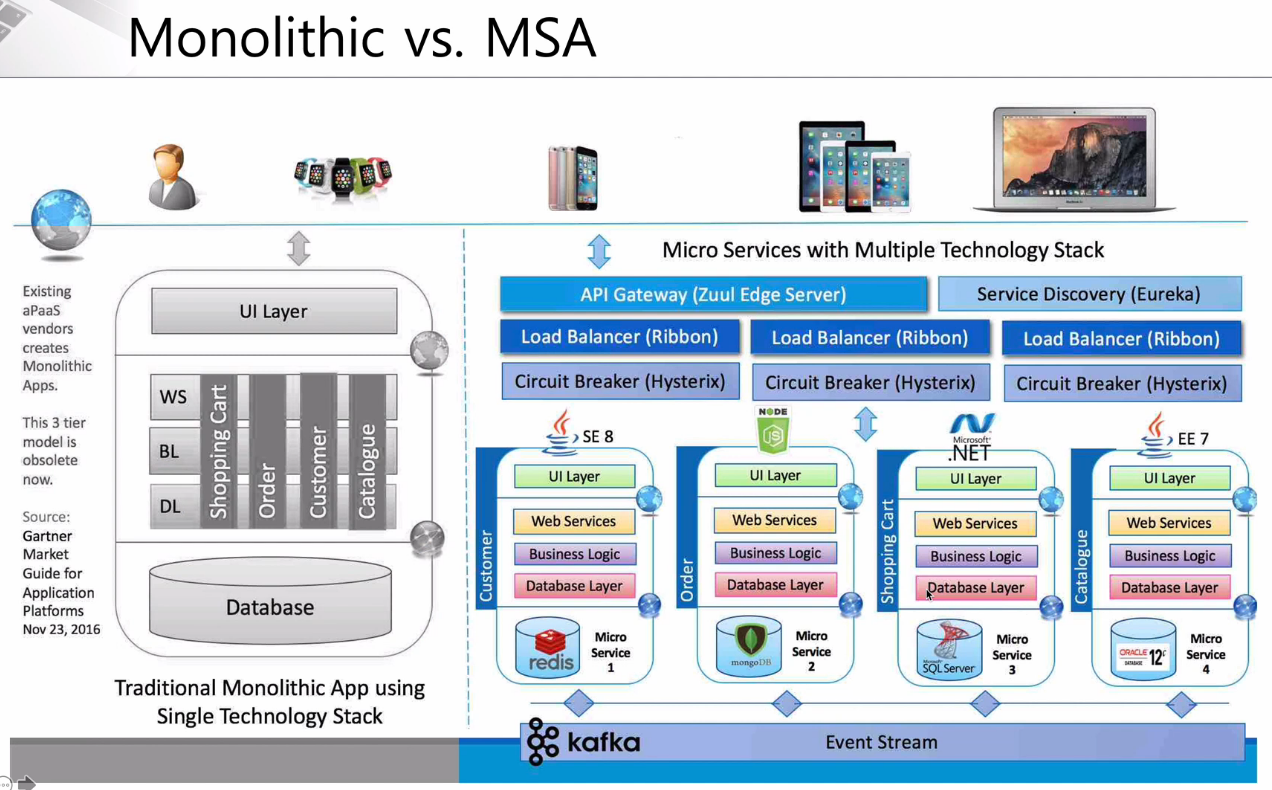 Monolithic vs. MSA
Existing
aPaaS
vendors
creates
Monolithic
Apps.
This 3 tier
model is
obsolete
now.
Source:
Gartner
Market
Guide for
Application
Platforms
Nov 23, 2016
UI Layer
WS
BL
DL
Shopping Cart
Order
Customer
Catalogue
Database
Traditional Monolithic App using
Single Technology Stack
Micro Services with Multiple Technology Stack
API Gateway (Zuul Edge Server)
Service Discovery (Eureka)
Load Balancer (Ribbon)
Load Balancer (Ribbon)
Load Balancer (Ribbon)
Circuit Breaker (Hysterix)
Circuit Breaker (Hysterix)
Circuit Breaker (Hysterix)
SE 8
Customer
UI Layer
Web Services
Business Logic
Database Layer
redis
Micro
Service
1
NODE
JS
Order
UI Layer
Web Services
Business Logic
Database Layer
mongoDB
Micro
Service
2
Microsoft
.NET
Shopping Cart
UI Layer
Web Services
Business Logic
Database Layer
Microsoft
SQL Server
Micro
Service
3
EE 7
Catalogue
UI Layer
Web Services
Business Logic
Database Layer
ORACLE
DATABASE
12c
Micro
Service
4
kafka
Event Stream